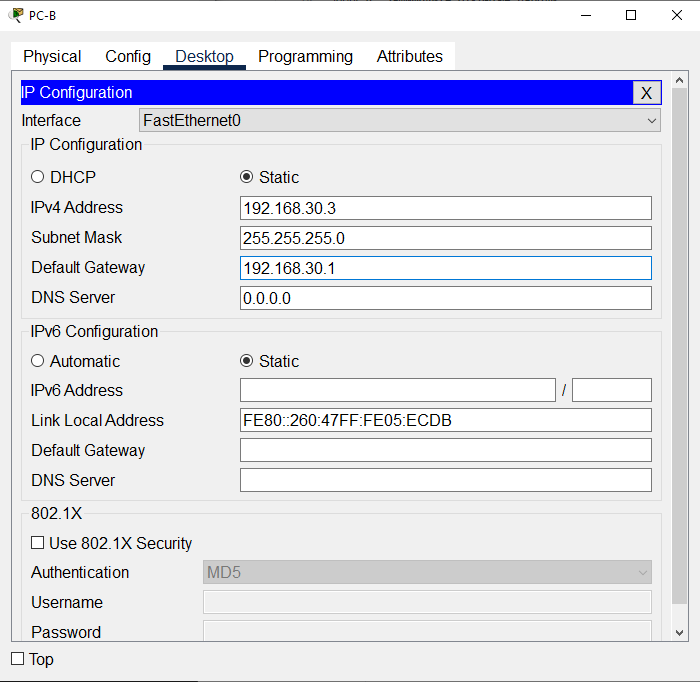 PC-B
Physical Config Desktop Programming Attributes
IP Configuration X
Interface FastEthernet0
IP Configuration
DHCP Static
IPv4 Address 192.168.30.3
Subnet Mask 255.255.255.0
Default Gateway 192.168.30.1
DNS Server 0.0.0.0
IPv6 Configuration
Automatic Static
IPv6 Address /
Link Local Address FE80::260:47FF:FE05:ECDB
Default Gateway
DNS Server
802.1X
Use 802.1X Security
Authentication MD5
Username
Password
Top